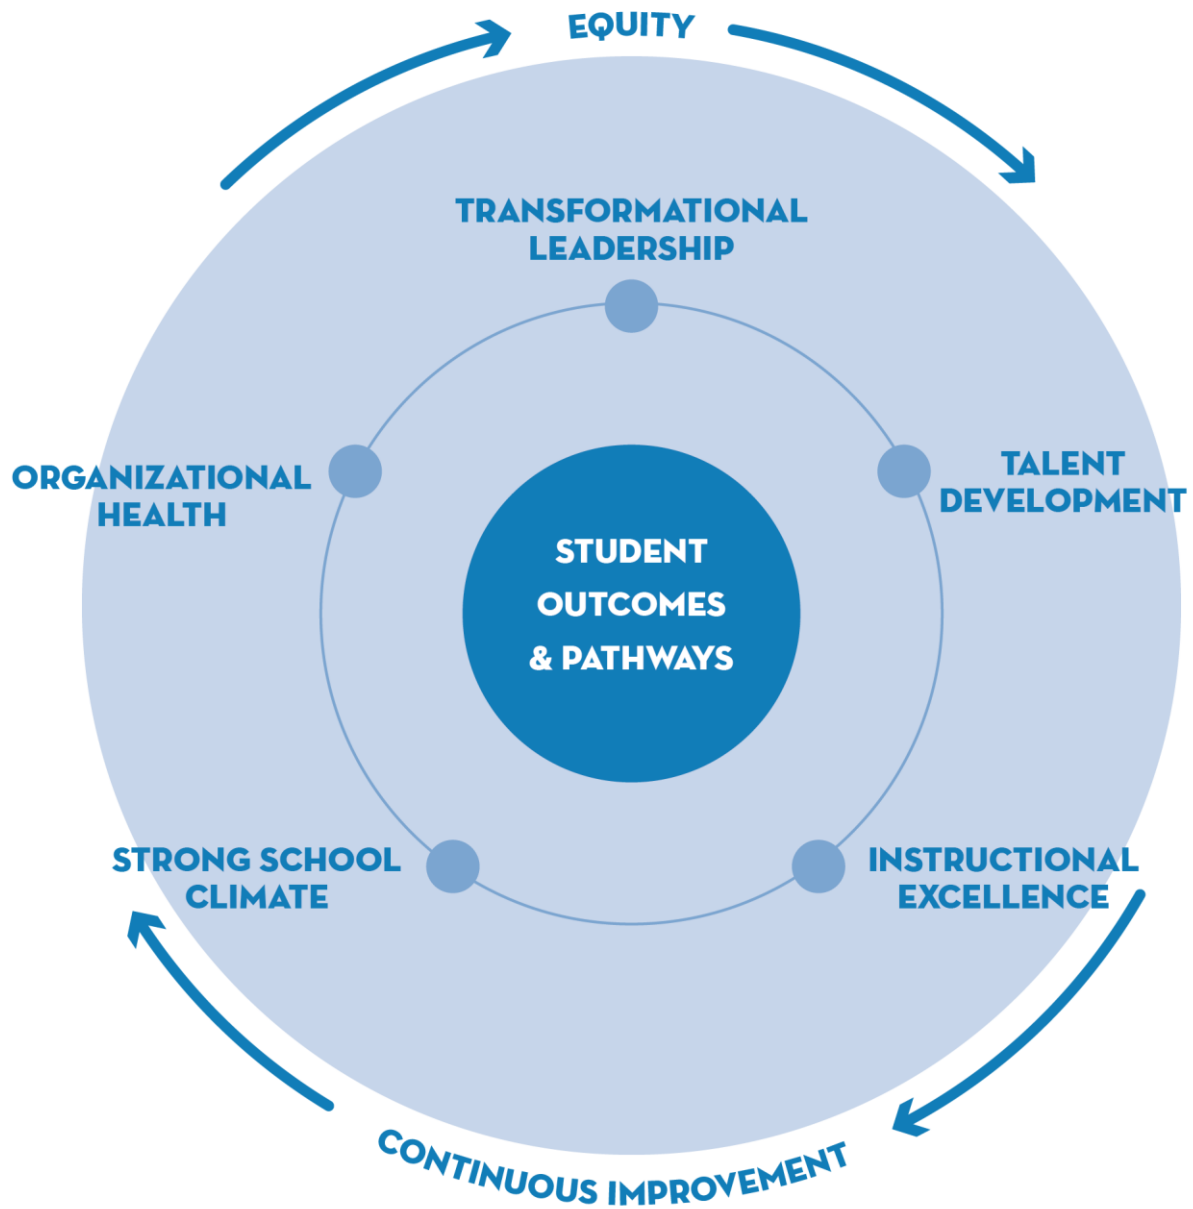 EQUITY
TRANSFORMATIONAL
LEADERSHIP
ORGANIZATIONAL
HEALTH
TALENT
DEVELOPMENT
STUDENT
OUTCOMES
& PATHWAYS
STRONG SCHOOL
CLIMATE
INSTRUCTIONAL
EXCELLENCE
CONTINUOUS IMPROVEMENT